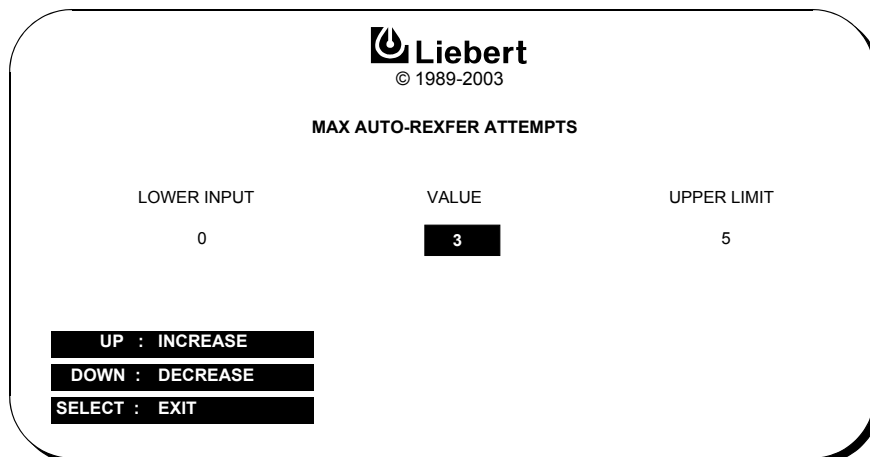 Liebert
© 1989-2003
MAX AUTO-REXFER ATTEMPTS
LOWER INPUT VALUE UPPER LIMIT
0 3 5
UP : INCREASE
DOWN : DECREASE
SELECT : EXIT